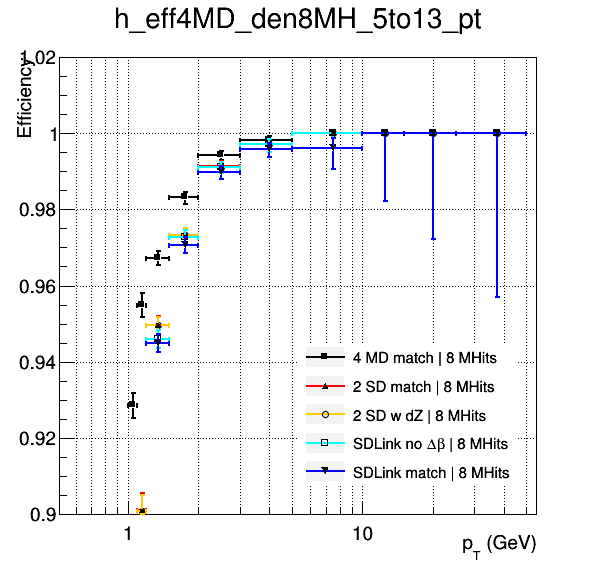 h_eff4MD_den8MH_5to13_pt
Efficiency
1.02
1
0.98
0.96
0.94
0.92
0.9
4 MD match | 8 MHits
2 SD match | 8 MHits
2 SD w dZ | 8 MHits
SDLink no Δβ | 8 MHits
SDLink match | 8 MHits
1
10
p_T (GeV)